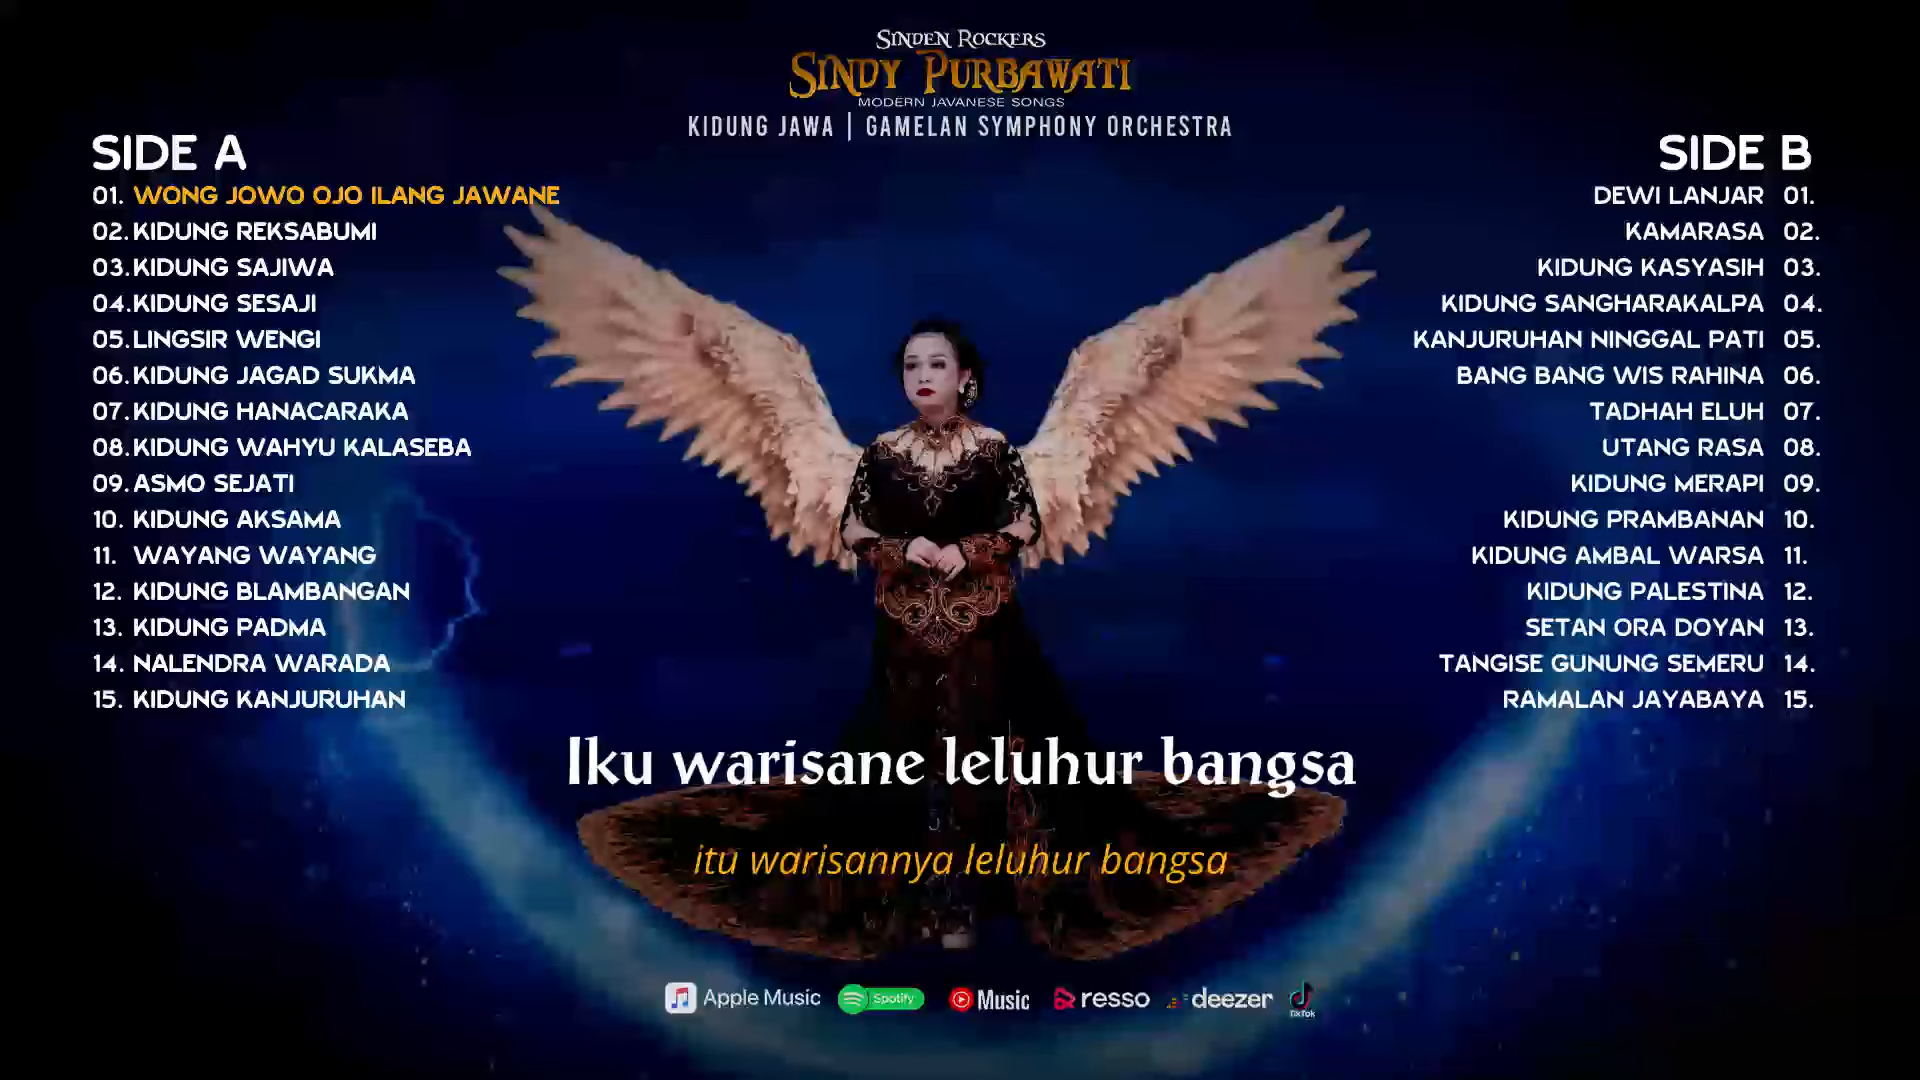 SINDEN ROCKERS
SINDY PURBAWATI
MODERN JAVANESE SONGS
KIDUNG JAWA | GAMELAN SYMPHONY ORCHESTRA
SIDE A
01. WONG JOWO OJO ILANG JAWANE
02. KIDUNG REKSABUMI
03. KIDUNG SAJIWA
04. KIDUNG SESAJI
05. LINGSIR WENGI
06. KIDUNG JAGAD SUKMA
07. KIDUNG HANACARAKA
08. KIDUNG WAHYU KALASEBA
09. ASMO SEJATI
10. KIDUNG AKSAMA
11. WAYANG WAYANG
12. KIDUNG BLAMBANGAN
13. KIDUNG PADMA
14. NALENDRA WARADA
15. KIDUNG KANJURUHAN
SIDE B
DEWI LANJAR 01.
KAMARASA 02.
KIDUNG KASYASIH 03.
KIDUNG SANGHARAKALPA 04.
KANJURUHAN NINGGAL PATI 05.
BANG BANG WIS RAHINA 06.
TADHAH ELUH 07.
UTANG RASA 08.
KIDUNG MERAPI 09.
KIDUNG PRAMBANAN 10.
KIDUNG AMBAL WARSA 11.
KIDUNG PALESTINA 12.
SETAN ORA DOYAN 13.
TANGISE GUNUNG SEMERU 14.
RAMALAN JAYABAYA 15.
Iku warisane leluhur bangsa
itu warisannya leluhur bangsa
Apple Music Spotify Music resso deezer TikTok